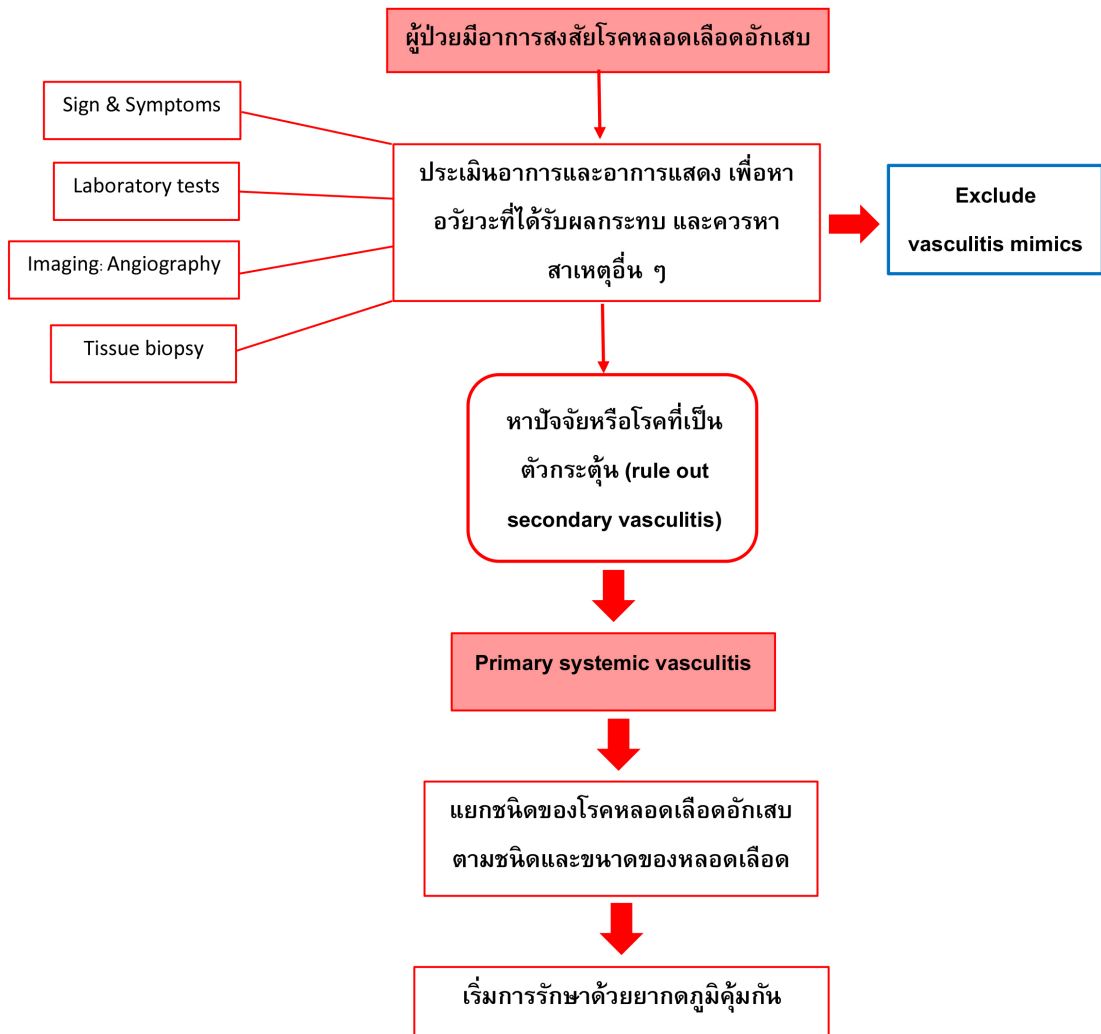 ผู้ป่วยมีอาการสงสัยโรคหลอดเลือดอักเสบ
Sign & Symptoms
Laboratory tests
Imaging: Angiography
Tissue biopsy
ประเมินอาการและอาการแสดง เพื่อหา
อวัยวะที่ได้รับผลกระทบ และควรหา
สาเหตุอื่น ๆ
Exclude
vasculitis mimics
หาปัจจัยหรือโรคที่เป็น
ตัวกระตุ้น (rule out
secondary vasculitis)
Primary systemic vasculitis
แยกชนิดของโรคหลอดเลือดอักเสบ
ตามชนิดและขนาดของหลอดเลือด
เริ่มการรักษาด้วยยากดภูมิคุ้มกัน